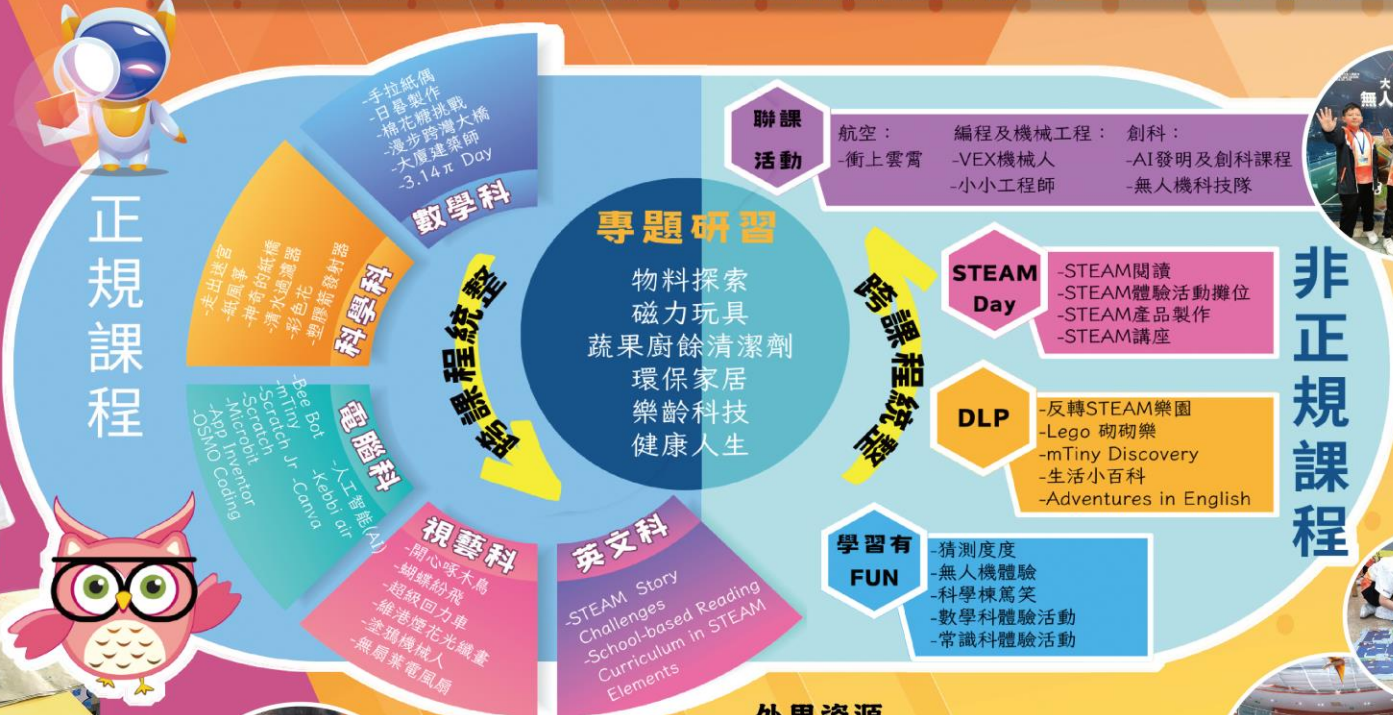 正規課程
-手拉紙偶
-日晷製作
-棉花糖挑戰
-漫步跨灣大橋
-大廈建築師
-3.14π Day
數學科
-走出迷宮
-紙風箏
-神奇的紙橋
-清水過濾器
-彩色花
-塑膠箭發射器
科學科
-Bee Bot
-mTiny
-Scratch Jr
-Scratch
-Microbit
-App Inventor
-OSMO Coding
-人工智能(AI)
-Kebbi air
-Canva
電腦科
視藝科
-開心啄木鳥
-蝴蝶紛飛
-超級回力車
-維港煙花光纖畫
-塗鴉機械人
-無扇葉電風扇
英文科
-STEAM Story
Challenges
-School-based Reading
Curriculum in STEAM
Elements
跨課程統整
專題研習
物料探索
磁力玩具
蔬果廚餘清潔劑
環保家居
樂齡科技
健康人生
跨課程統整
非正規課程
聯課
活動
航空：
-衝上雲霄
編程及機械工程：
-VEX機械人
-小小工程師
創科：
-AI發明及創科課程
-無人機科技隊
STEAM
Day
-STEAM閱讀
-STEAM體驗活動攤位
-STEAM產品製作
-STEAM講座
DLP
-反轉STEAM樂園
-Lego 砌砌樂
-mTiny Discovery
-生活小百科
-Adventures in English
學習有
FUN
-猜測度度
-無人機體驗
-科學棟篤笑
-數學科體驗活動
-常識科體驗活動
外界資源